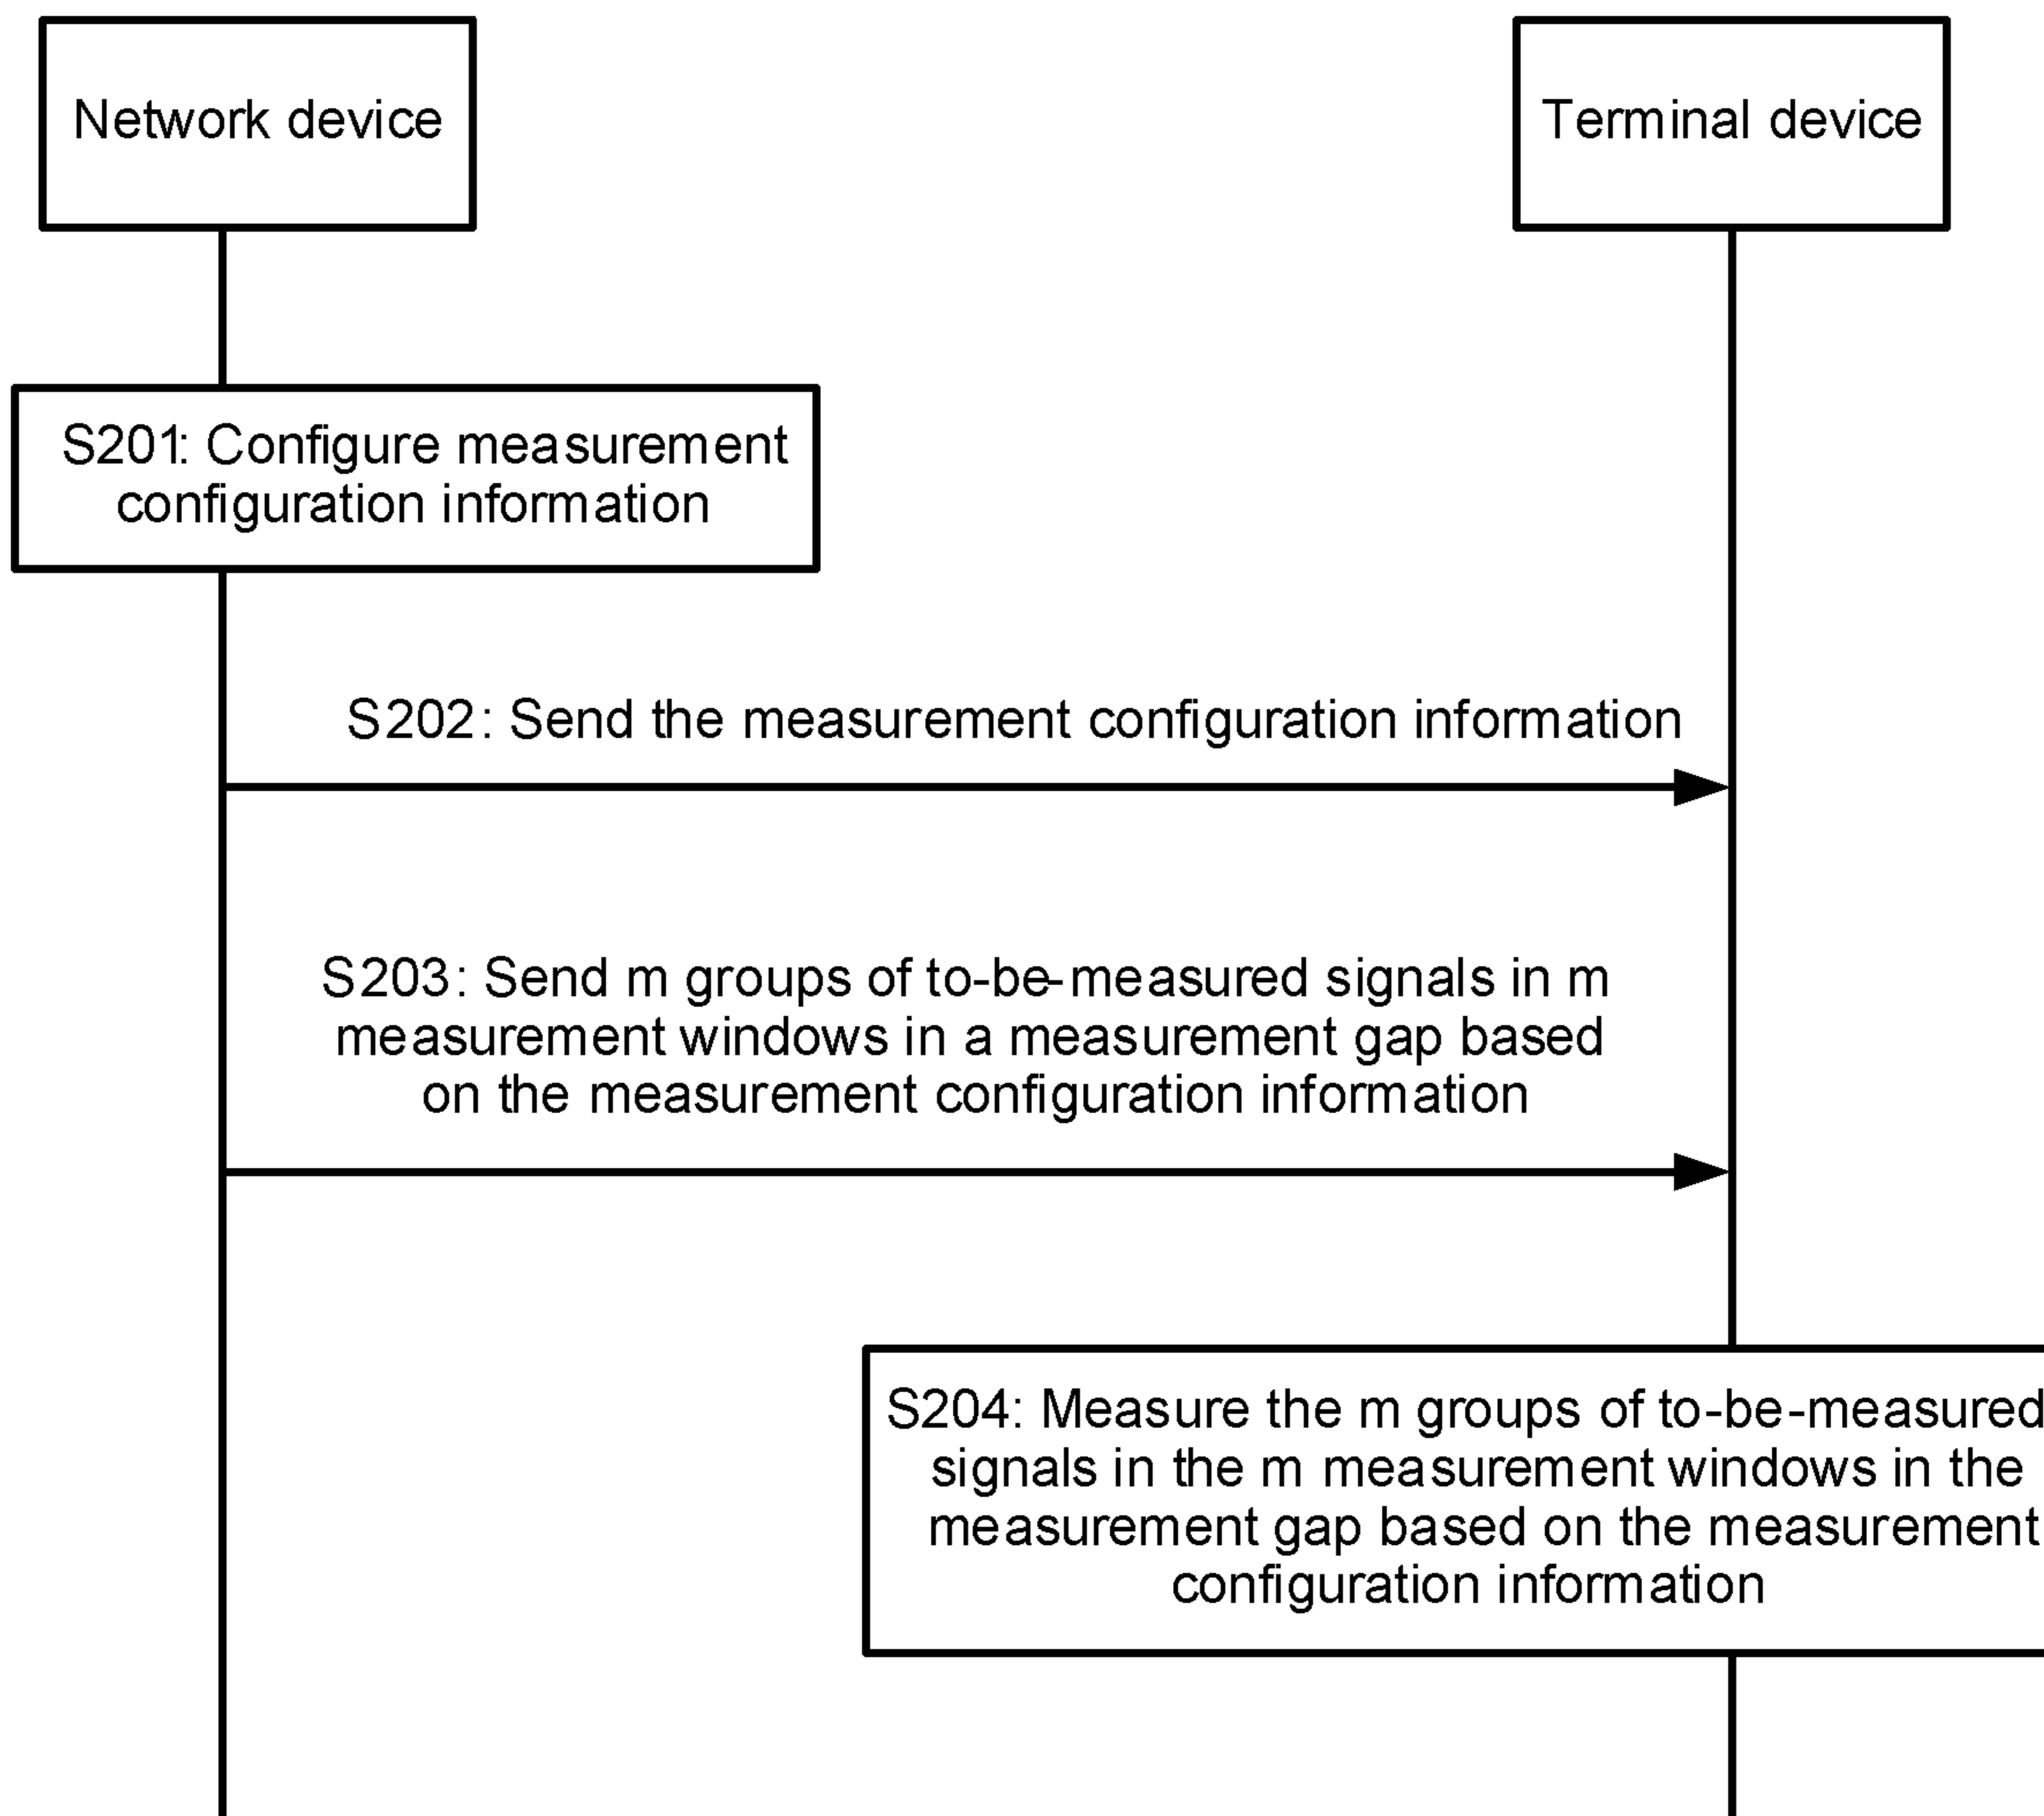 Network device
Terminal device
S201: Configure measurement
configuration information
S202: Send the measurement configuration information
S203: Send m groups of to-be-measured signals in m
measurement windows in a measurement gap based
on the measurement configuration information
S204: Measure the m groups of to-be-measured
signals in the m measurement windows in the
measurement gap based on the measurement
configuration information